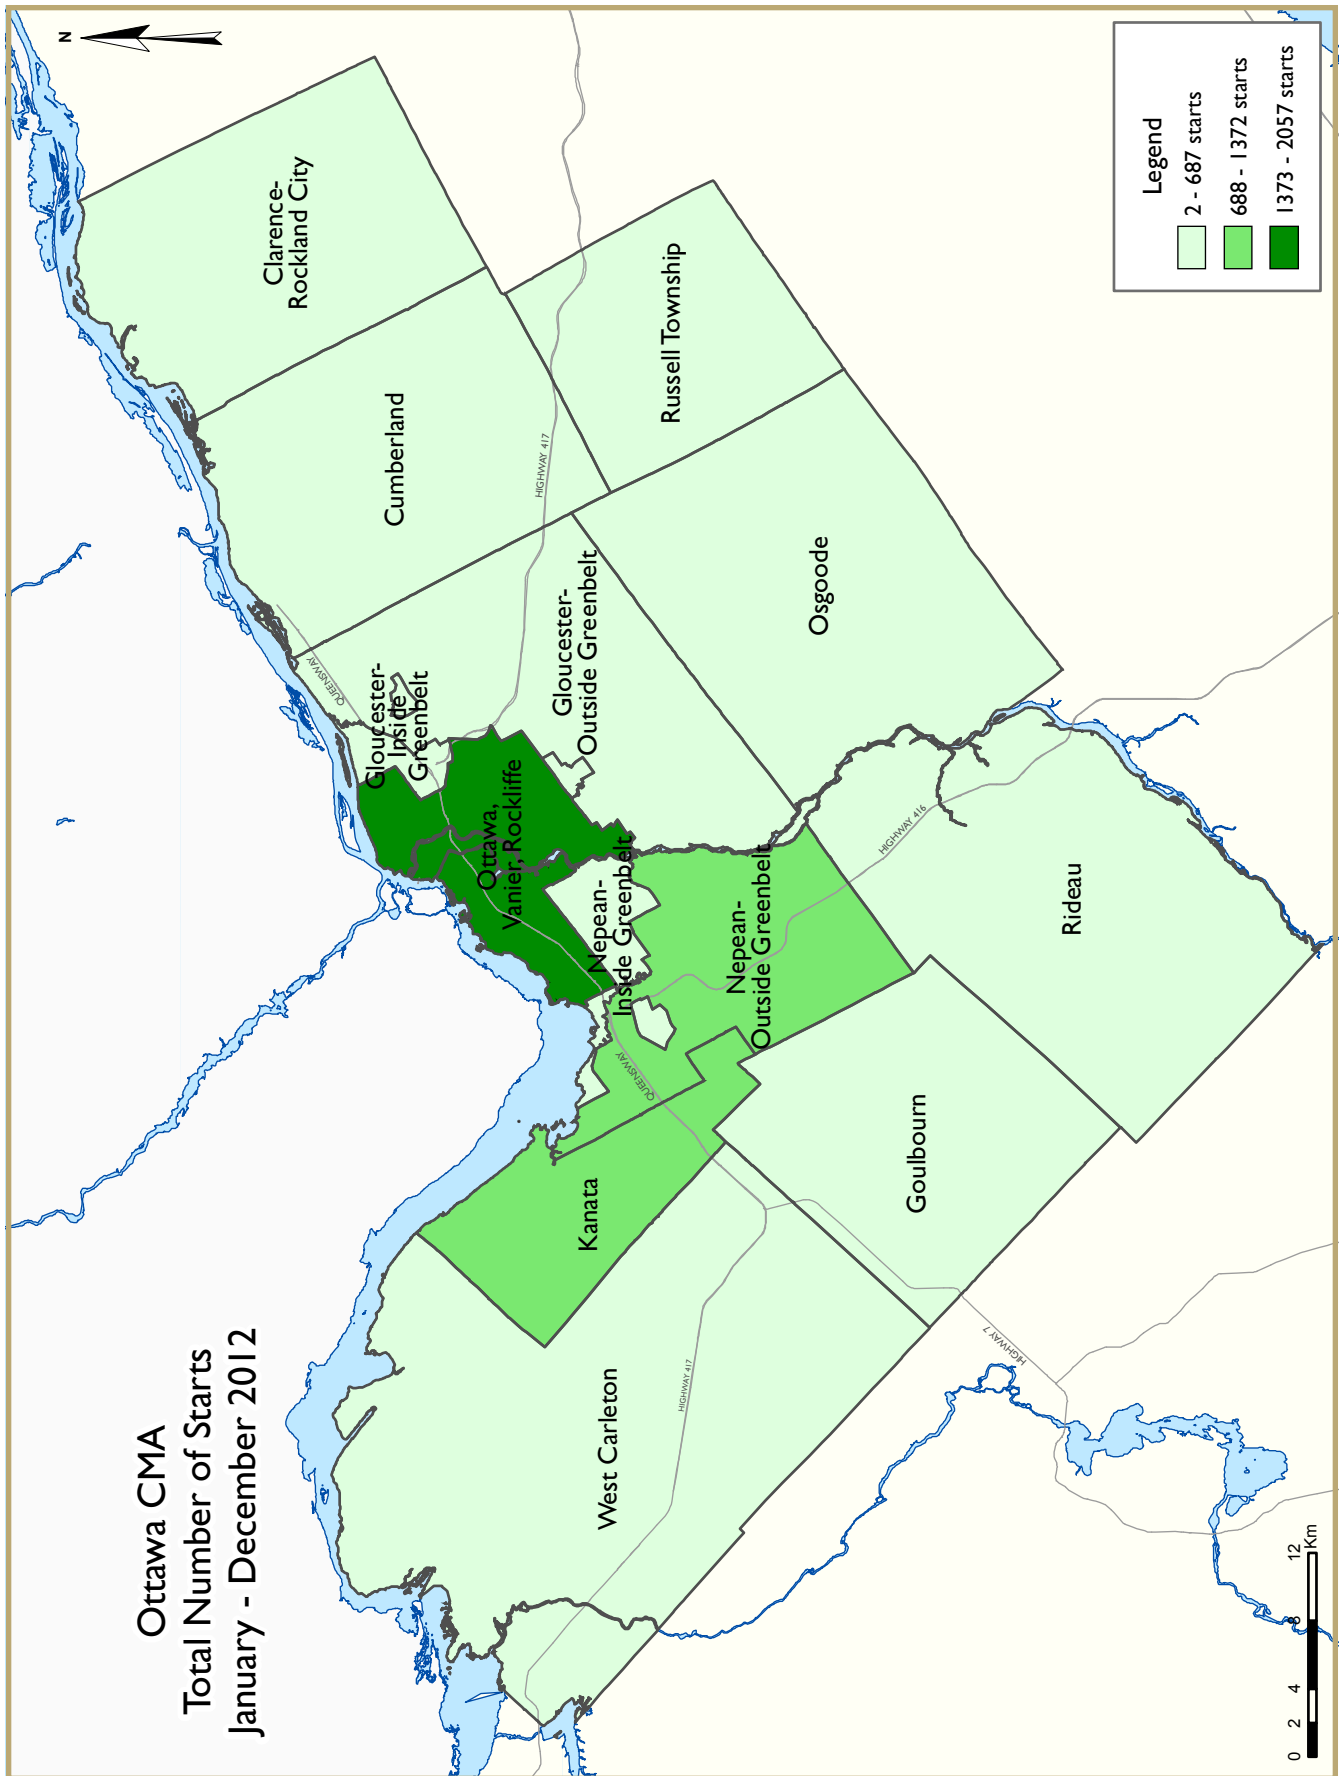 Ottawa CMA
Total Number of Starts
January - December 2012
N
Clarence-
Rockland City
Cumberland
Russell Township
HIGHWAY 417
QUEENSWAY
Gloucester-
Inside
Greenbelt
Gloucester-
Outside Greenbelt
Osgoode
Ottawa,
Vanier, Rockliffe
Nepean-
Inside Greenbelt
Nepean-
Outside Greenbelt
HIGHWAY 416
Rideau
QUEENSWAY
Kanata
Goulbourn
West Carleton
HIGHWAY 417
HIGHWAY 7
Legend
2 - 687 starts
688 - 1372 starts
1373 - 2057 starts
0 2 4 8 12
Km